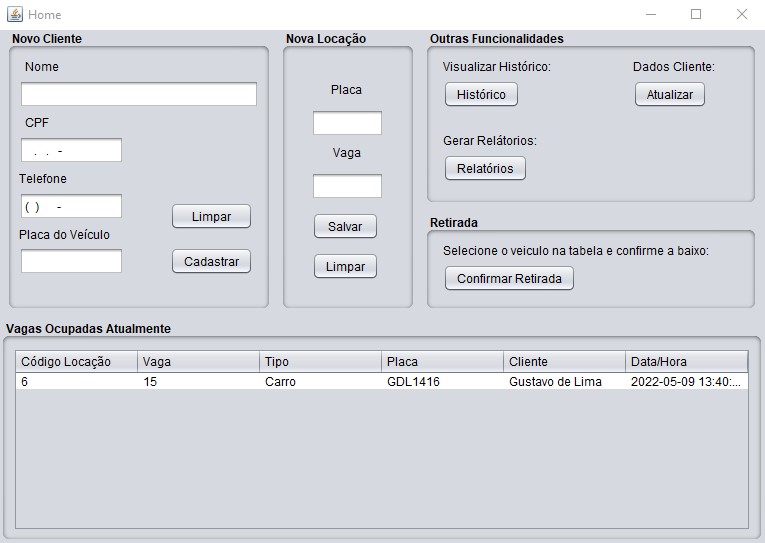 Home
Novo Cliente
Nome
CPF
. . -
Telefone
( ) -
Placa do Veículo
Limpar
Cadastrar
Nova Locação
Placa
Vaga
Salvar
Limpar
Outras Funcionalidades
Visualizar Histórico:
Dados Cliente:
Histórico
Atualizar
Gerar Relátorios:
Relatórios
Retirada
Selecione o veiculo na tabela e confirme a baixo:
Confirmar Retirada
Vagas Ocupadas Atualmente
Código Locação Vaga Tipo Placa Cliente Data/Hora
6 15 Carro GDL1416 Gustavo de Lima 2022-05-09 13:40:...